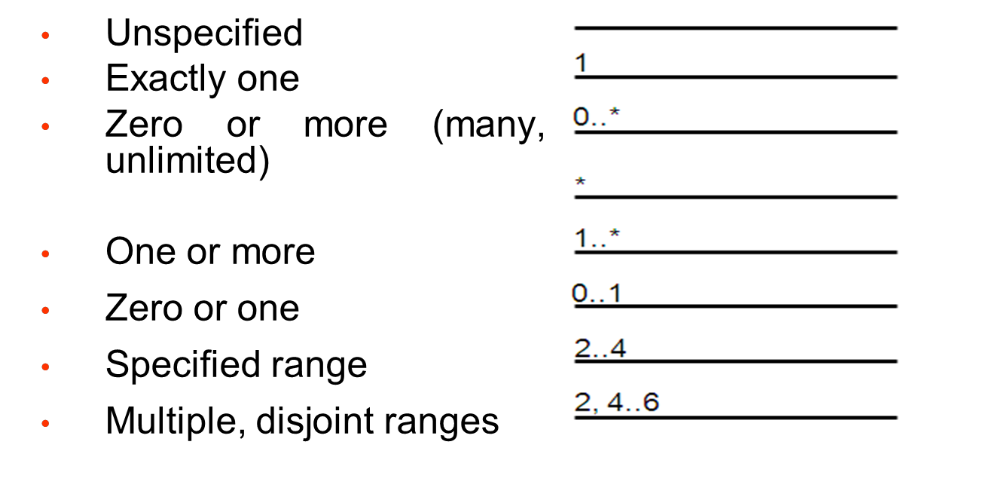 • Unspecified
• Exactly one 1
• Zero or more (many, 0..*
unlimited)
*
• One or more 1..*
• Zero or one 0..1
• Specified range 2..4
• Multiple, disjoint ranges 2, 4..6